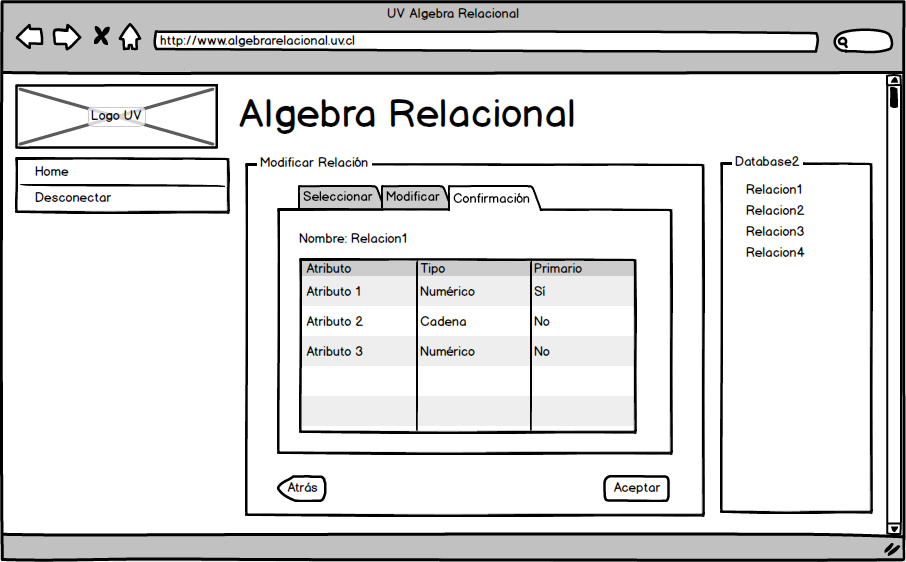 UV Algebra Relacional
http://www.algebrarelacional.uv.cl
Logo UV
Algebra Relacional
Home
Desconectar
Modificar Relación
Seleccionar Modificar Confirmación
Nombre: Relacion1
Atributo Tipo Primario
Atributo 1 Numérico Sí
Atributo 2 Cadena No
Atributo 3 Numérico No
Atrás Aceptar
Database2
Relacion1
Relacion2
Relacion3
Relacion4